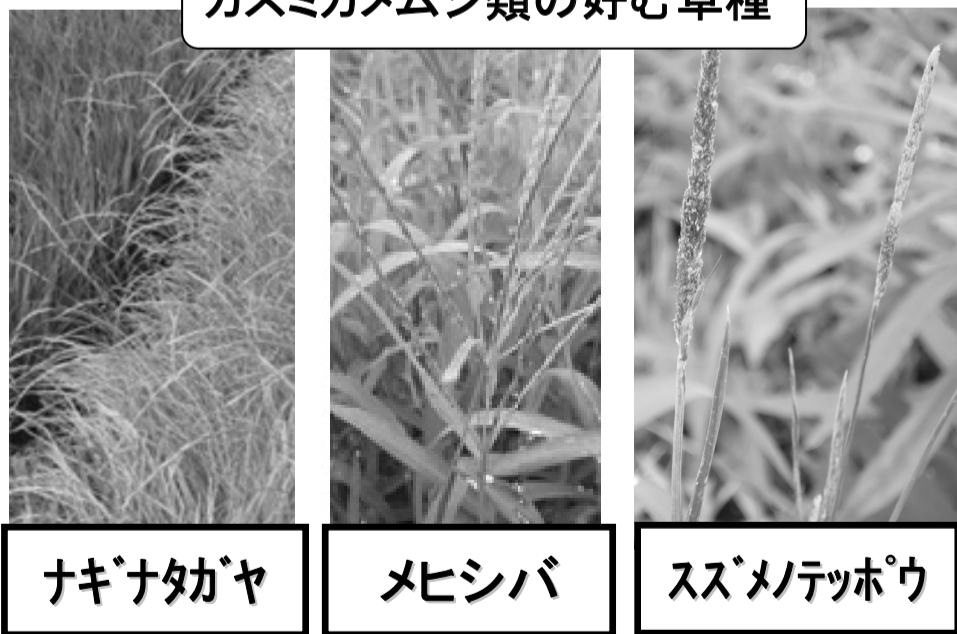 カスミカメムシ類の好む草種
ナギナタガヤ
メヒシバ
スズメノテッポウ